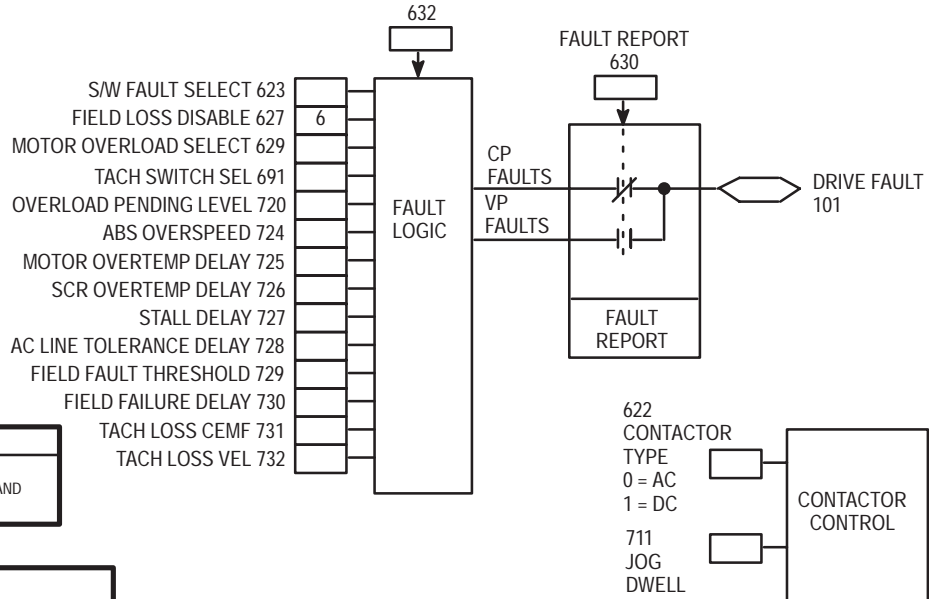 632
FAULT REPORT
630
S/W FAULT SELECT 623
FIELD LOSS DISABLE 627 6
MOTOR OVERLOAD SELECT 629
TACH SWITCH SEL 691
OVERLOAD PENDING LEVEL 720
ABS OVERSPEED 724
MOTOR OVERTEMP DELAY 725
SCR OVERTEMP DELAY 726
STALL DELAY 727
AC LINE TOLERANCE DELAY 728
FIELD FAULT THRESHOLD 729
FIELD FAILURE DELAY 730
TACH LOSS CEMF 731
TACH LOSS VEL 732
FAULT
LOGIC
CP
FAULTS
VP
FAULTS
FAULT
REPORT
DRIVE FAULT
101
622
CONTACTOR
TYPE
0 = AC
1 = DC
711
JOG
DWELL
CONTACTOR
CONTROL